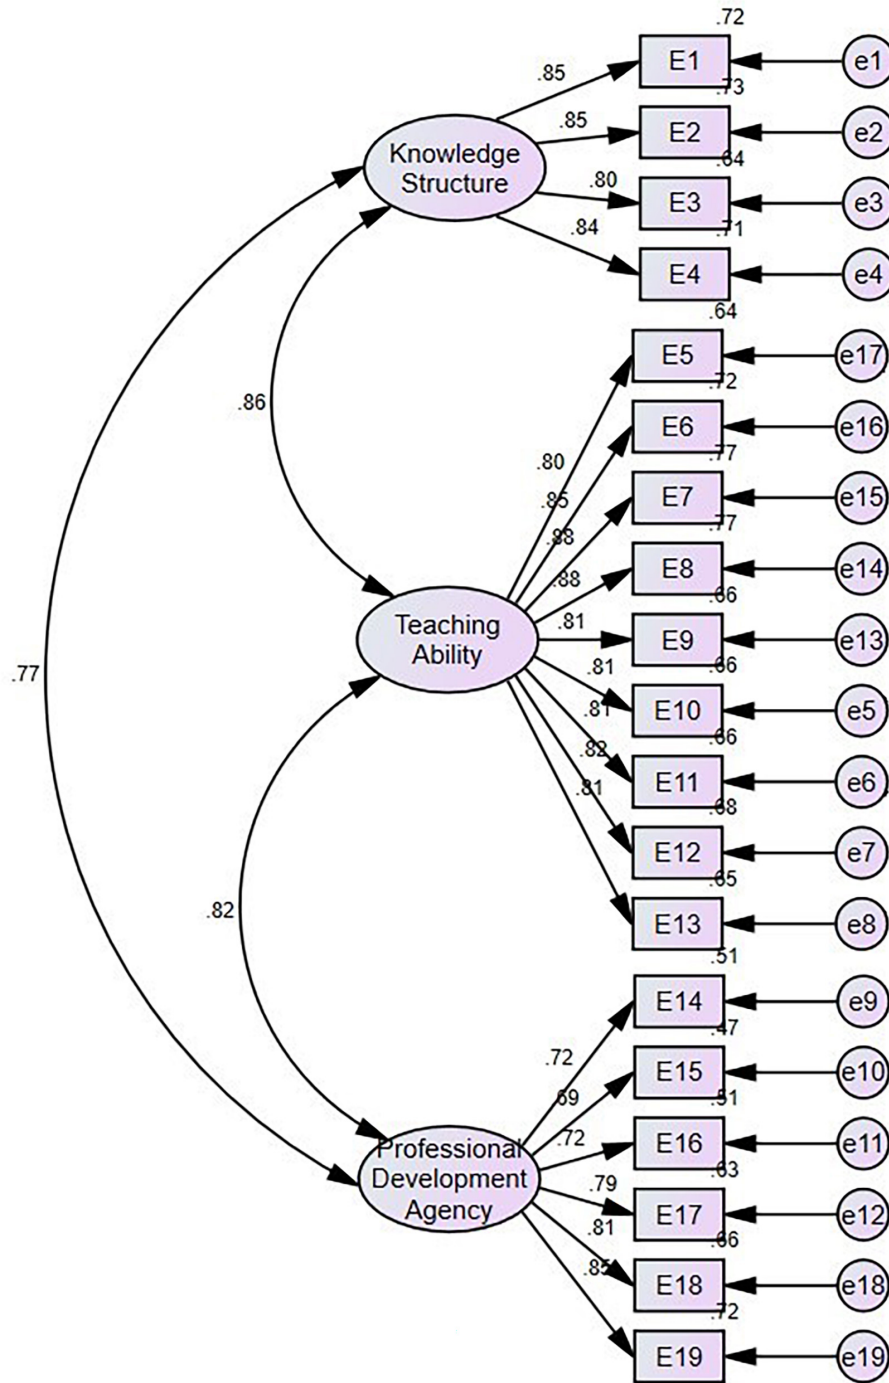 .72
.85
E1
e1
.73
.85
E2
e2
.64
Knowledge
Structure
.80
E3
e3
.71
.84
E4
e4
.64
E5
e17
.72
.86
E6
e16
.77
.80
.85
E7
e15
.77
.88
.88
E8
e14
.66
Teaching
Ability
.81
E9
e13
.66
.77
.81
.81
E10
e5
.66
.82
.81
E11
e6
.68
E12
e7
.65
.82
E13
e8
.51
E14
e9
.47
.72
.69
E15
e10
.51
.72
E16
e11
.63
Professional
Development
Agency
.79
.81
E17
e12
.66
.85
E18
e18
.72
E19
e19